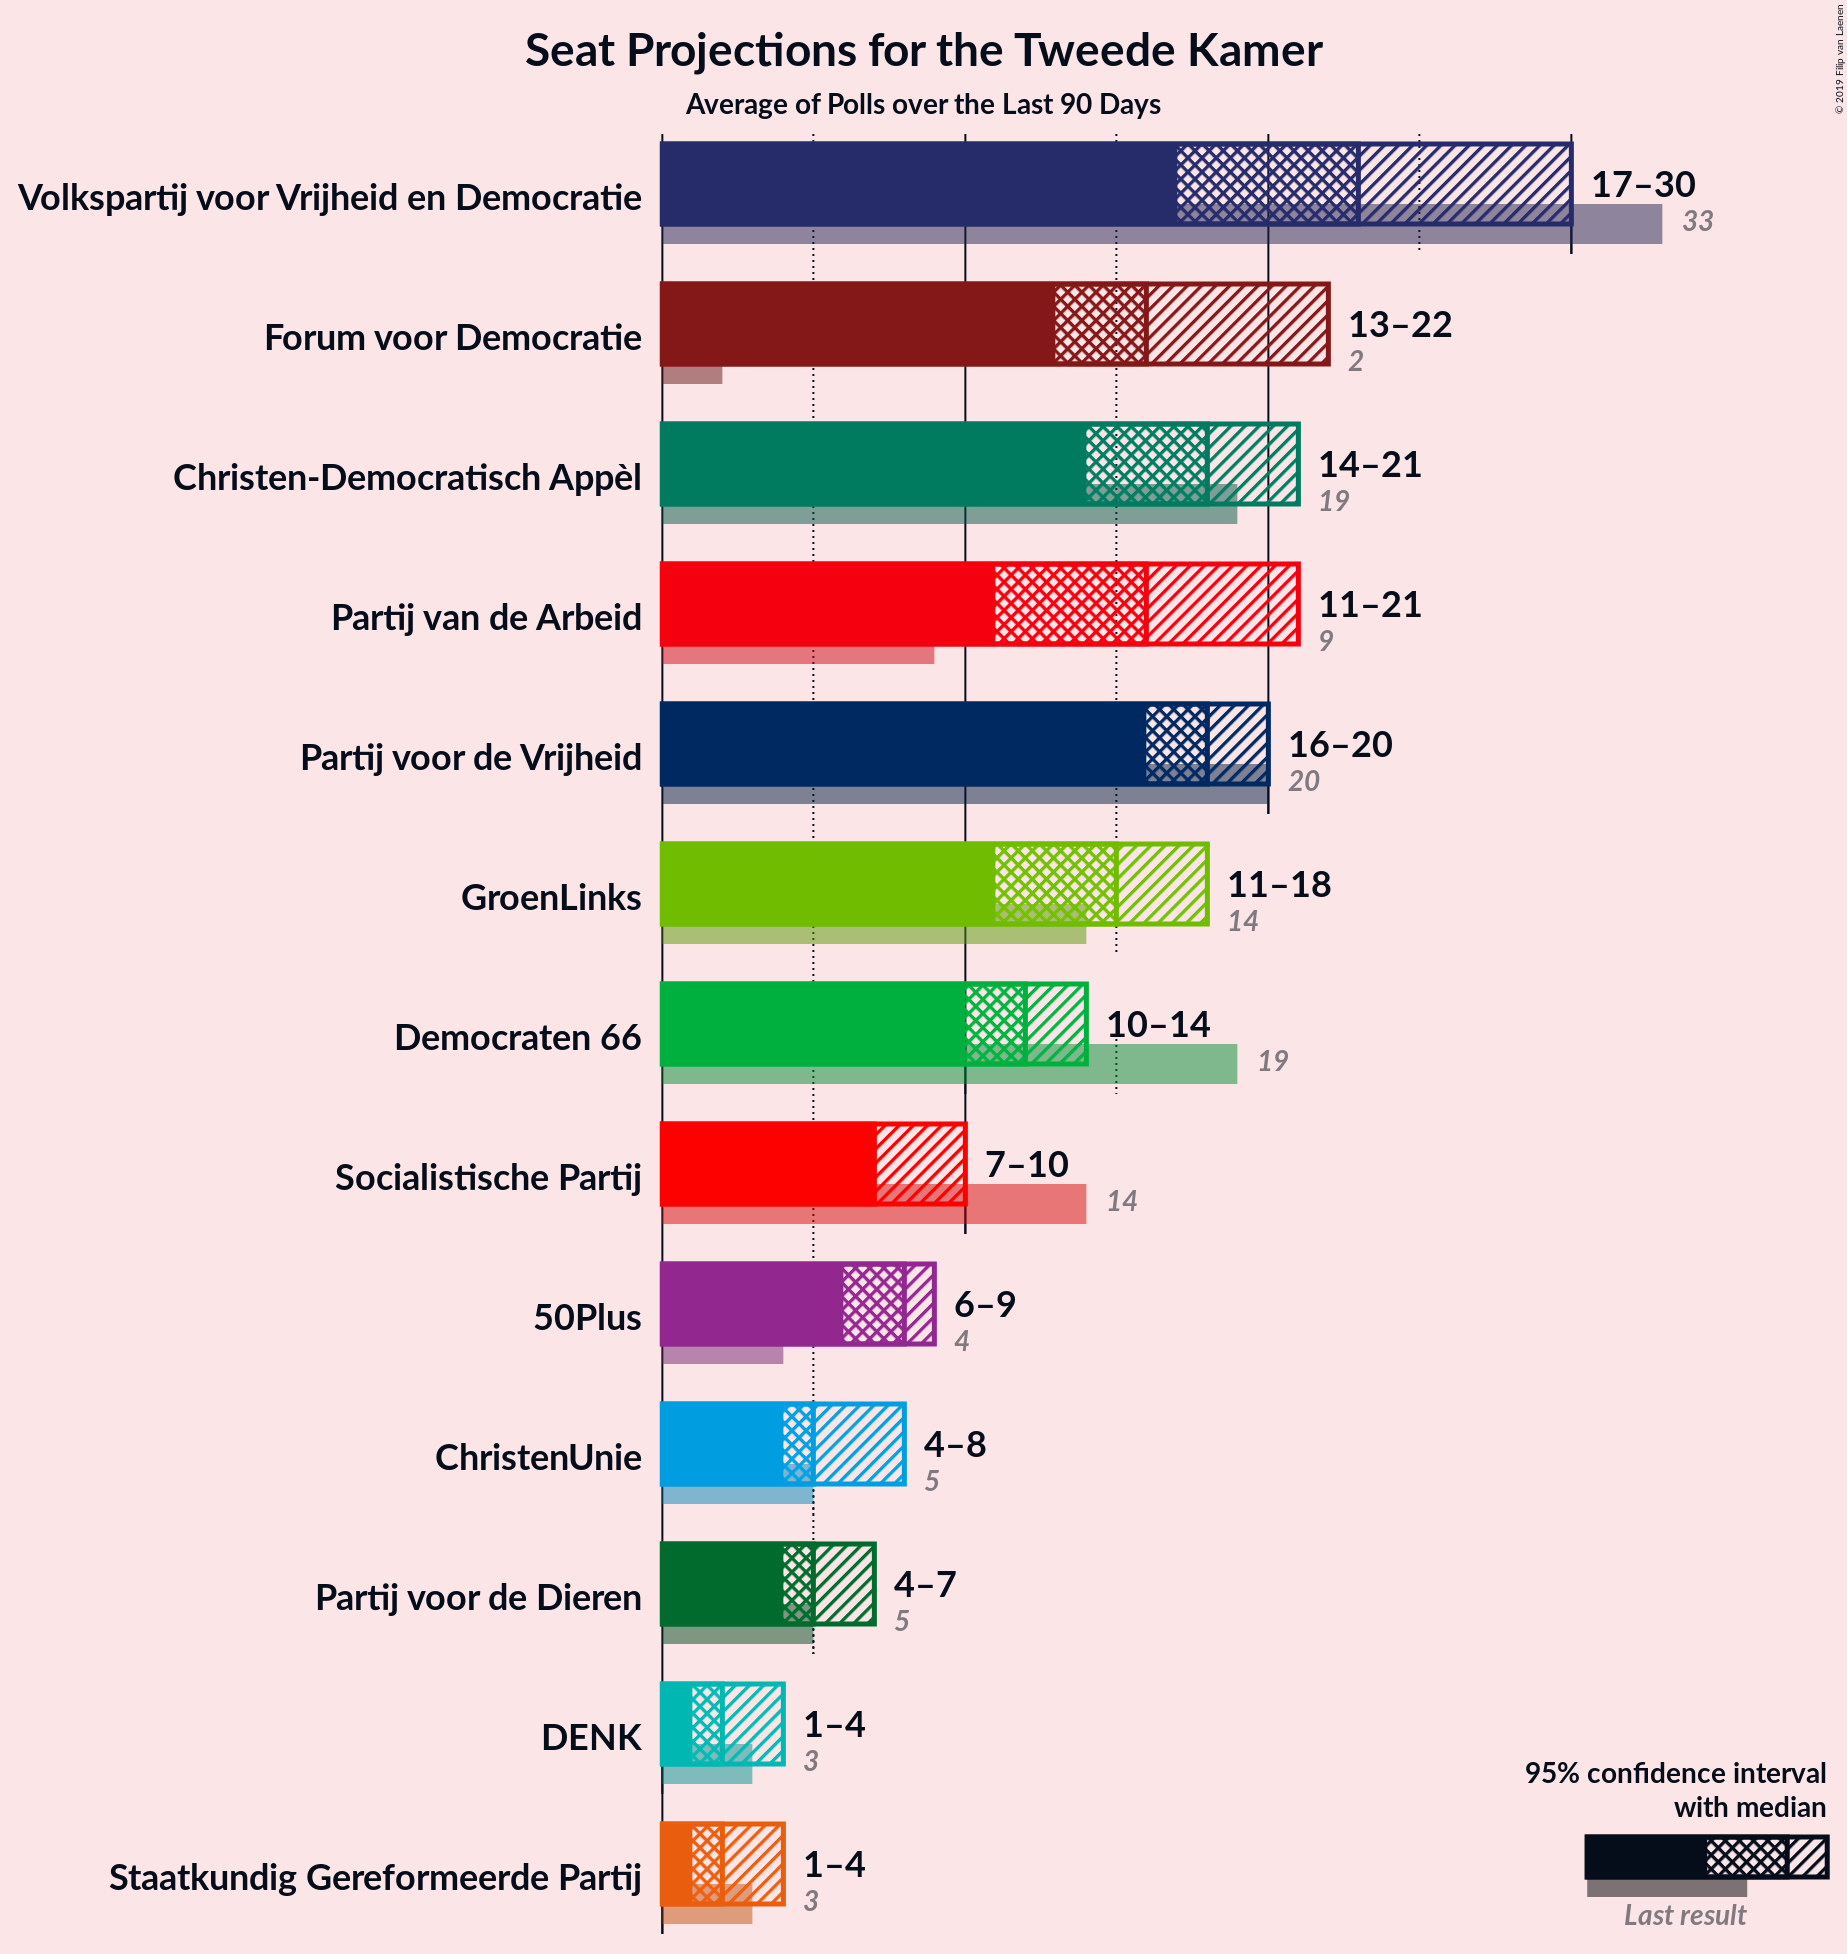 Seat Projections for the Tweede Kamer
Average of Polls over the Last 90 Days
© 2019 Filip van Laenen
Volkspartij voor Vrijheid en Democratie
17–30
33
Forum voor Democratie
13–22
2
Christen-Democratisch Appèl
14–21
19
Partij van de Arbeid
11–21
9
Partij voor de Vrijheid
16–20
20
GroenLinks
11–18
14
Democraten 66
10–14
19
Socialistische Partij
7–10
14
50Plus
6–9
4
ChristenUnie
4–8
5
Partij voor de Dieren
4–7
5
DENK
1–4
3
Staatkundig Gereformeerde Partij
1–4
3
95% confidence interval
with median
Last result